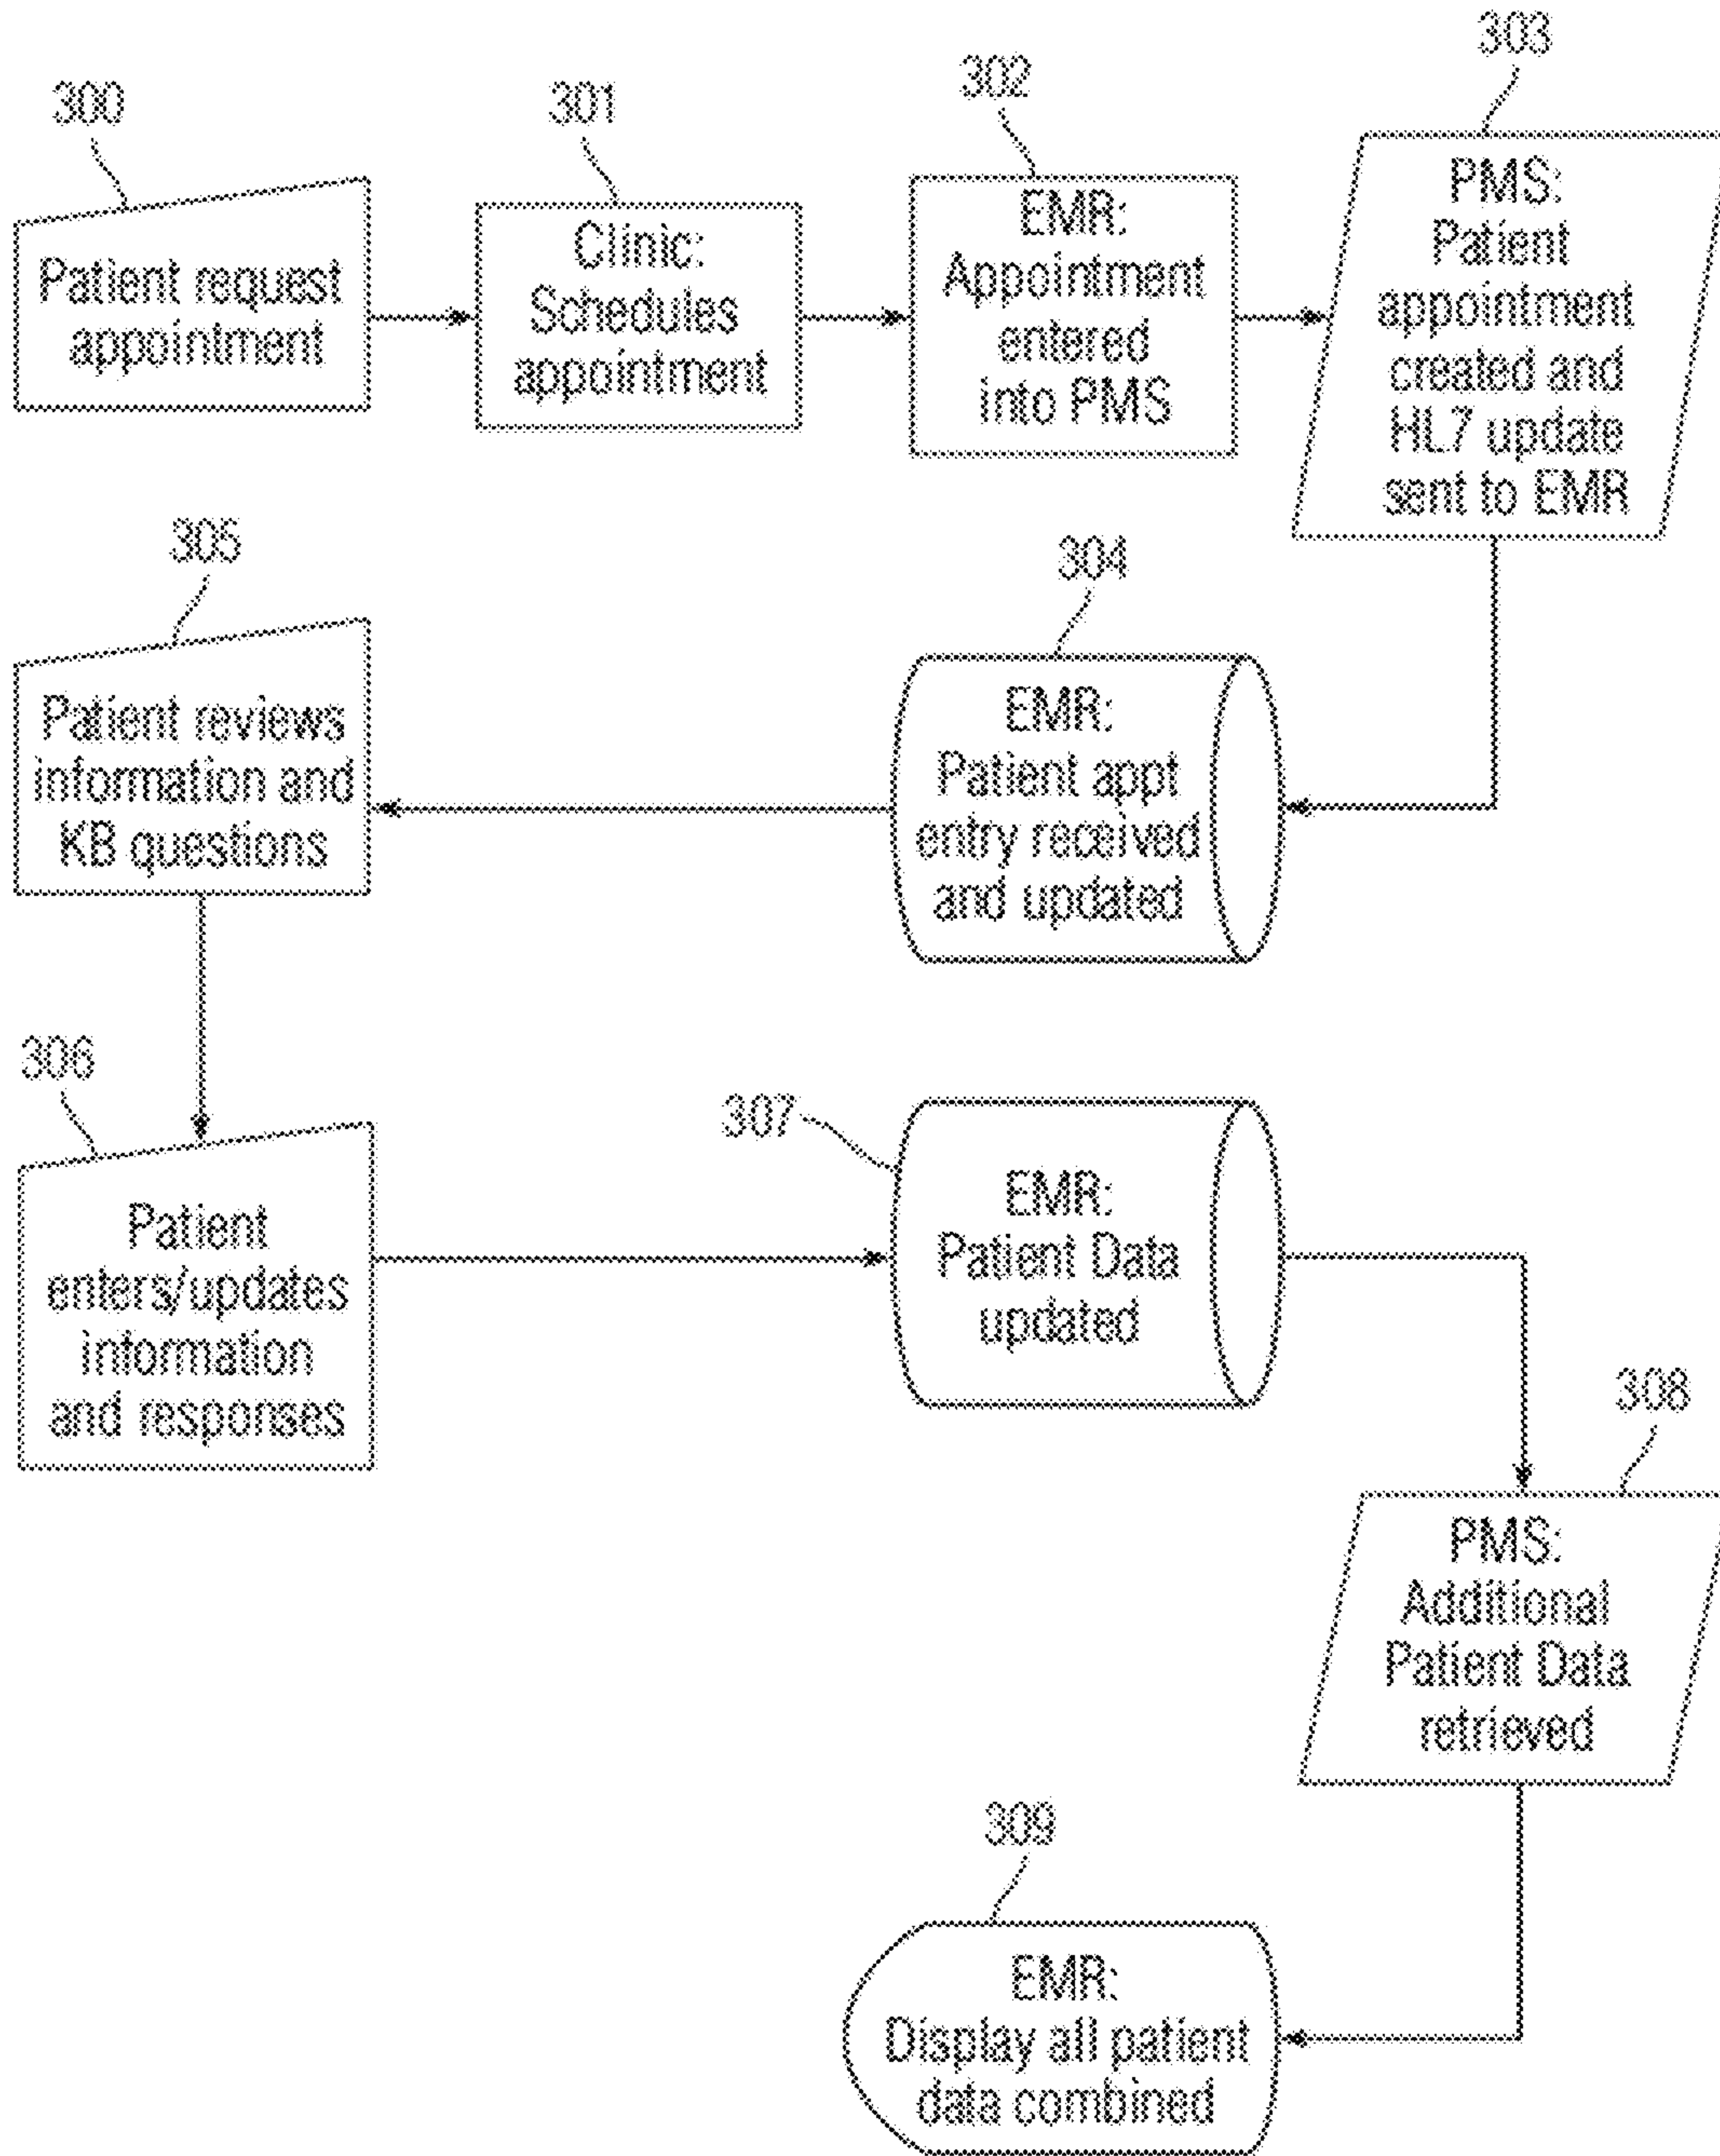 300
Patient request
appointment
301
Clinic:
Schedules
appointment
302
EMR:
Appointment
entered
into PMS
303
PMS:
Patient
appointment
created and
HL7 update
sent to EMR
304
EMR:
Patient appt
entry received
and updated
305
Patient reviews
information and
KB questions
306
Patient
enters/updates
information
and responses
307
EMR:
Patient Data
updated
308
PMS:
Additional
Patient Data
retrieved
309
EMR:
Display all patient
data combined